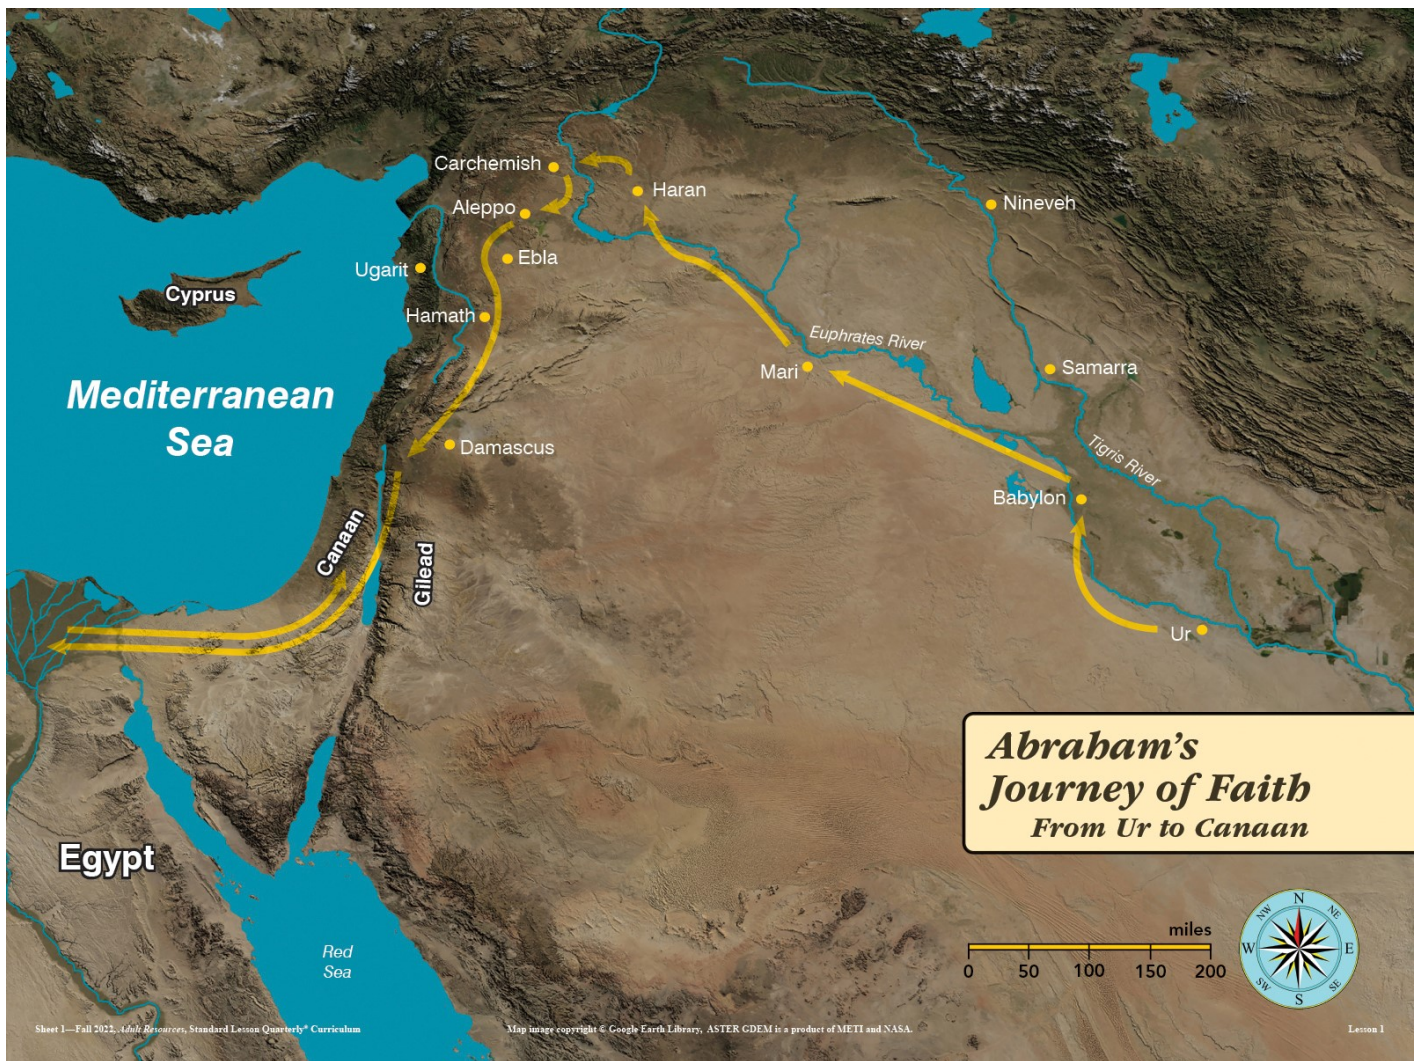 Carchemish
Haran
Aleppo
Nineveh
Ebla
Ugarit
Cyprus
Hamath
Euphrates River
Mari
Samarra
Mediterranean
Sea
Damascus
Tigris River
Babylon
Canaan
Gilead
Ur
Abraham's
Journey of Faith
From Ur to Canaan
Egypt
Red
Sea
miles
0 50 100 150 200
N
NE
E
SE
S
SW
W
NW
Sheet 1—Fall 2022, Adult Resources, Standard Lesson Quarterly® Curriculum
Map image copyright © Google Earth Library, ASTER GDEM is a product of METI and NASA.
Lesson 1